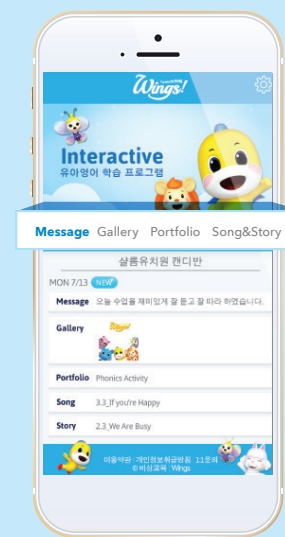 Wings!
Interactive
유아영어 학습 프로그램
Message Gallery Portfolio Song&Story
샬롬유치원 캔디반
MON 7/13 NEW
Message 오늘 수업을 재미있게 잘 듣고 잘 따라 하였습니다.
Gallery Wings!
Portfolio Phonics Activity
Song 3.3_If you're Happy
Story 2.3_We Are Busy
이용약관 · 개인정보취급방침 · 1:1문의
© 비상교육 Wings